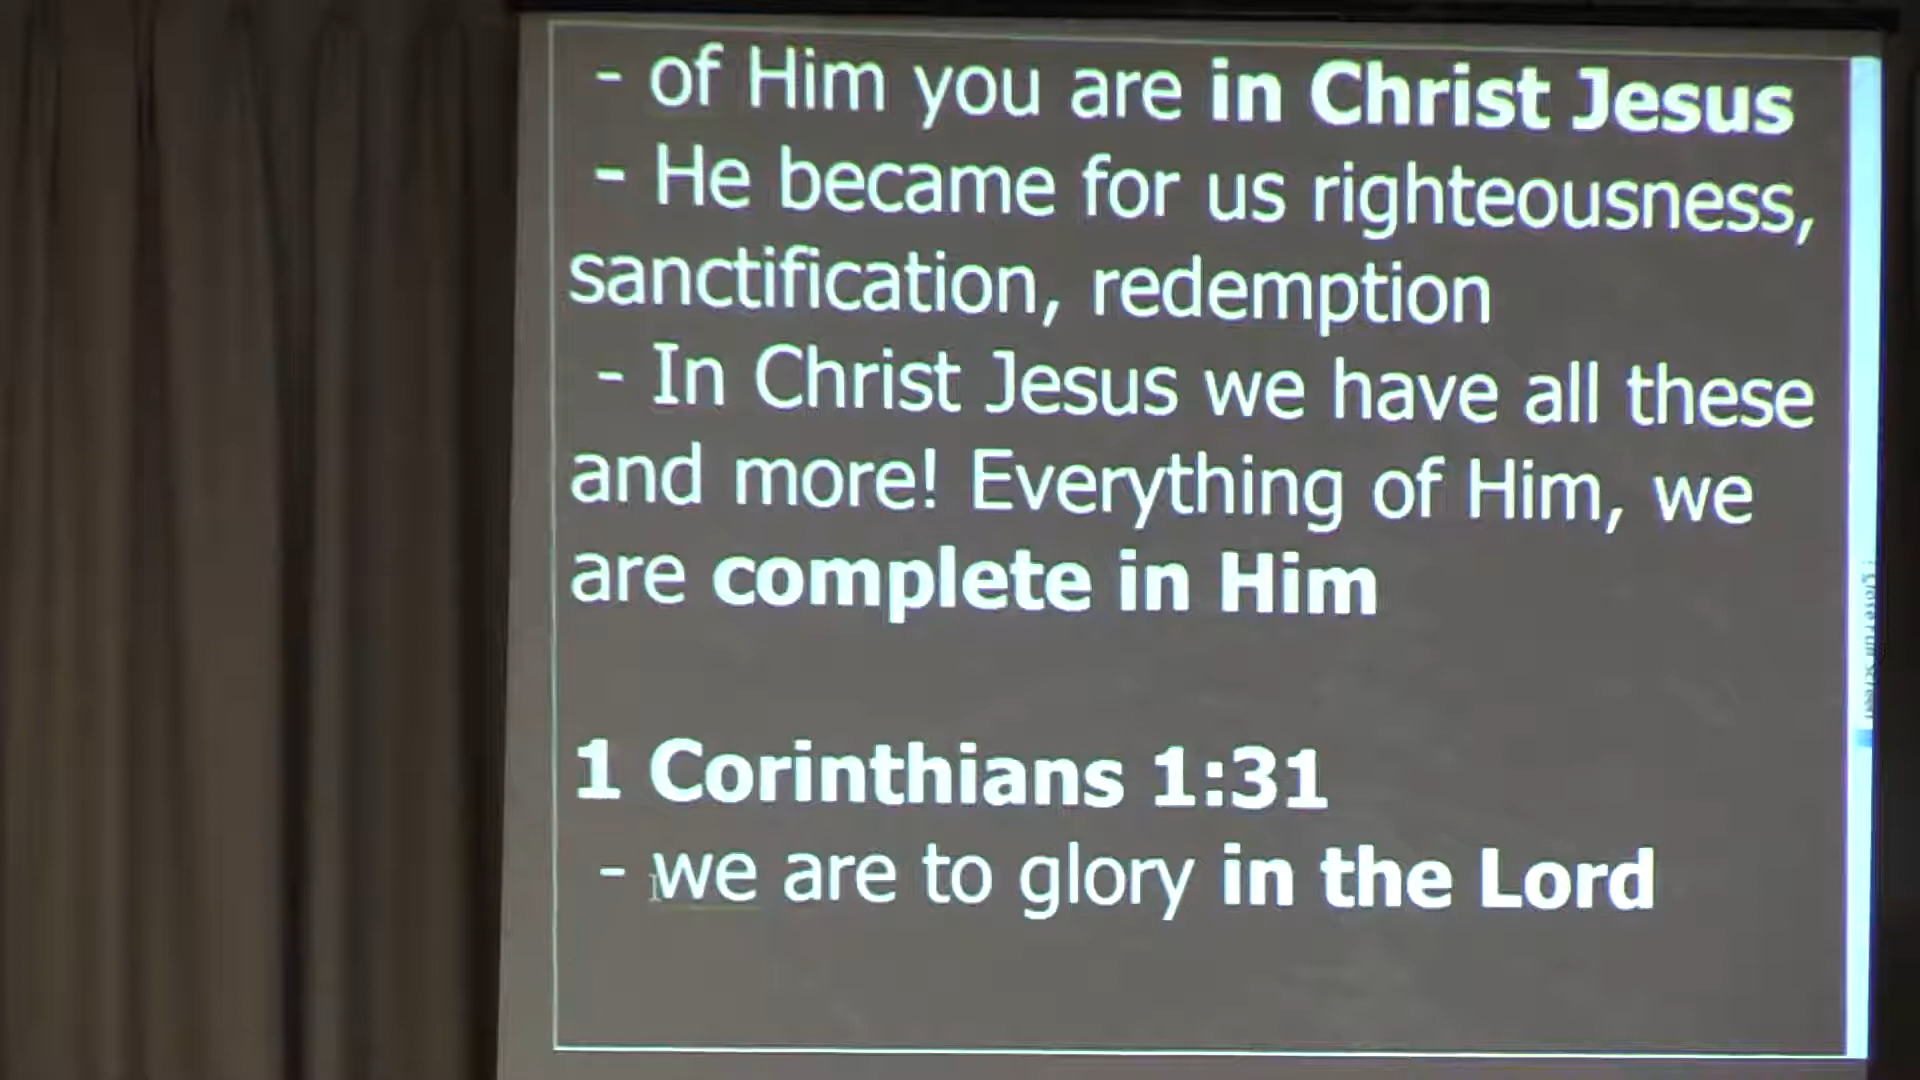 - of Him you are in Christ Jesus
- He became for us righteousness,
sanctification, redemption
- In Christ Jesus we have all these
and more! Everything of Him, we
are complete in Him
1 Corinthians 1:31
- we are to glory in the Lord